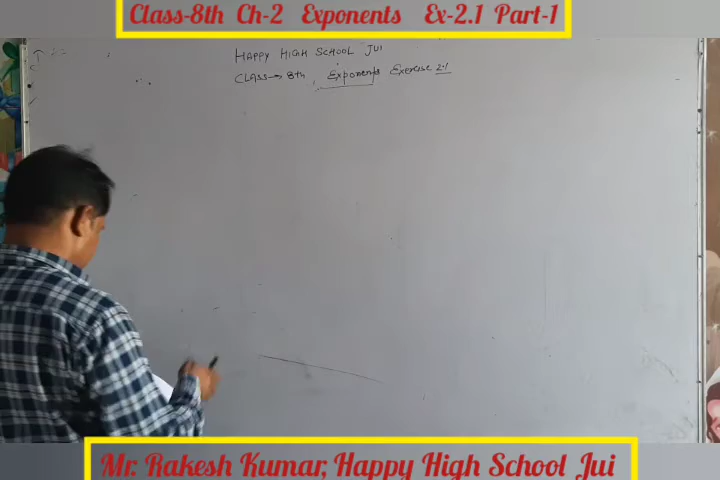 Class-8th Ch-2 Exponents Ex-2.1 Part-1
HAPPY HIGH SCHOOL JUI
CLASS→ 8th, Exponents Exercise 2.1
Mr. Rakesh Kumar, Happy High School Jui